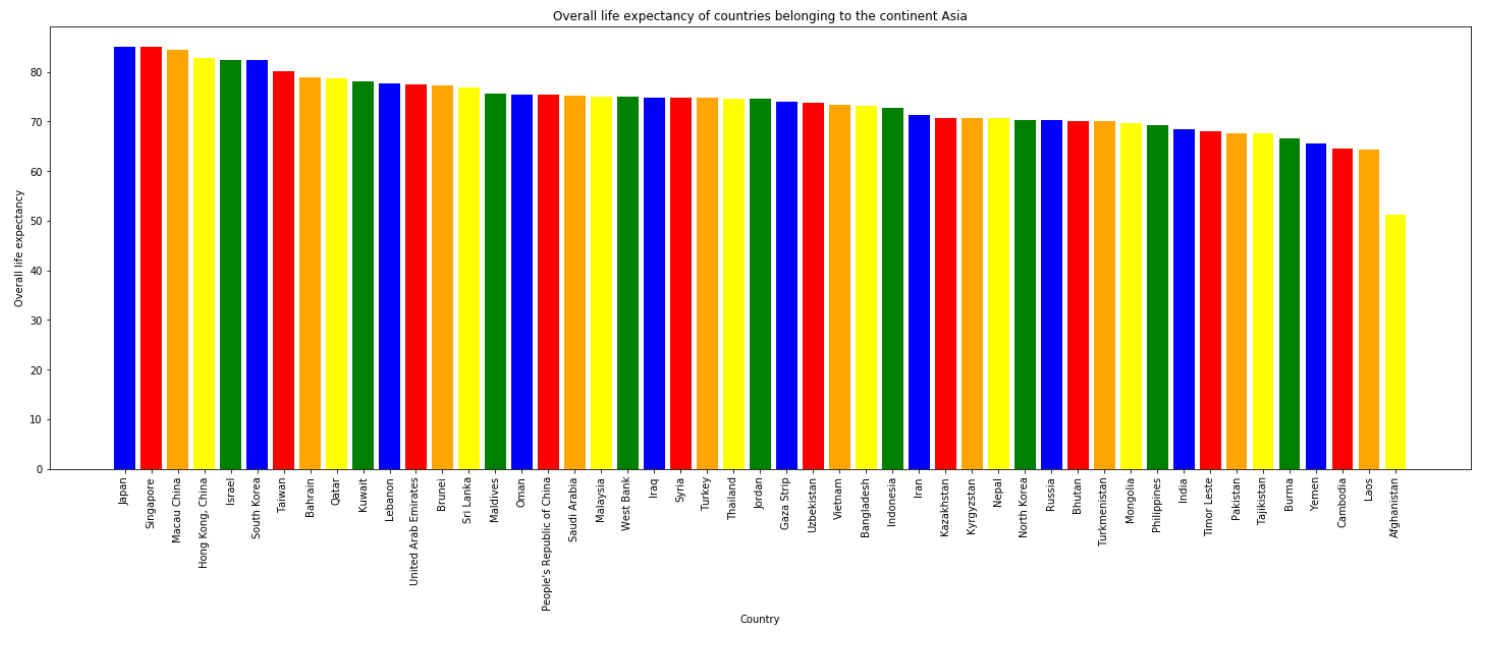 Overall life expectancy of countries belonging to the continent Asia
Overall life expectancy
80
70
60
50
40
30
20
10
0
Japan
Singapore
Macau China
Hong Kong, China
Israel
South Korea
Taiwan
Bahrain
Qatar
Kuwait
Lebanon
United Arab Emirates
Brunei
Sri Lanka
Maldives
Oman
People's Republic of China
Saudi Arabia
Malaysia
West Bank
Iraq
Syria
Turkey
Thailand
Jordan
Gaza Strip
Uzbekistan
Vietnam
Bangladesh
Indonesia
Iran
Kazakhstan
Kyrgyzstan
Nepal
North Korea
Russia
Bhutan
Turkmenistan
Mongolia
Philippines
India
Timor Leste
Pakistan
Tajikistan
Burma
Yemen
Cambodia
Laos
Afghanistan
Country